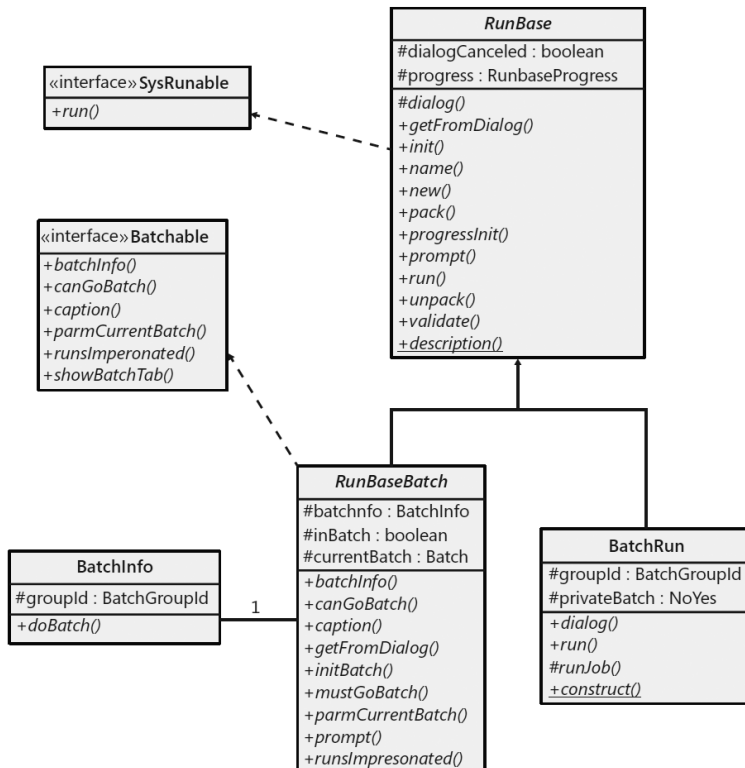 RunBase
#dialogCanceled : boolean
#progress : RunbaseProgress
#dialog()
+getFromDialog()
+init()
+name()
+new()
+pack()
+progressInit()
+prompt()
+run()
+unpack()
+validate()
+description()
«interface» SysRunable
+run()
«interface» Batchable
+batchInfo()
+canGoBatch()
+caption()
+parmCurrentBatch()
+runsImperonated()
+showBatchTab()
RunBaseBatch
#batchnfo : BatchInfo
#inBatch : boolean
#currentBatch : Batch
+batchInfo()
+canGoBatch()
+caption()
+getFromDialog()
+initBatch()
+mustGoBatch()
+parmCurrentBatch()
+prompt()
+runsImpresonated()
BatchInfo
#groupId : BatchGroupId
+doBatch()
1
BatchRun
#groupId : BatchGroupId
#privateBatch : NoYes
+dialog()
+run()
#runJob()
+construct()